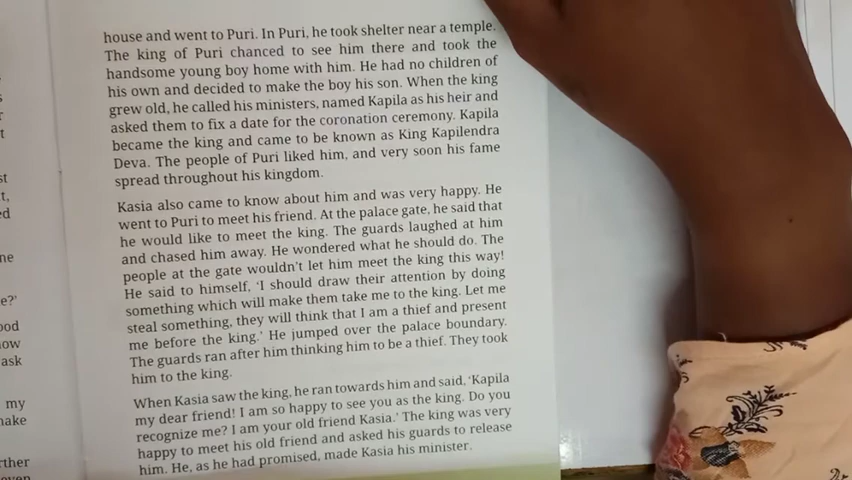 house and went to Puri. In Puri, he took shelter near a temple.
The king of Puri chanced to see him there and took the
handsome young boy home with him. He had no children of
his own and decided to make the boy his son. When the king
grew old, he called his ministers, named Kapila as his heir and
asked them to fix a date for the coronation ceremony. Kapila
became the king and came to be known as King Kapilendra
Deva. The people of Puri liked him, and very soon his fame
spread throughout his kingdom.
Kasia also came to know about him and was very happy. He
went to Puri to meet his friend. At the palace gate, he said that
he would like to meet the king. The guards laughed at him
and chased him away. He wondered what he should do. The
people at the gate wouldn't let him meet the king this way!
He said to himself, 'I should draw their attention by doing
something which will make them take me to the king. Let me
steal something, they will think that I am a thief and present
me before the king.' He jumped over the palace boundary.
The guards ran after him thinking him to be a thief. They took
him to the king.
When Kasia saw the king, he ran towards him and said, 'Kapila
my dear friend! I am so happy to see you as the king. Do you
recognize me? I am your old friend Kasia.' The king was very
happy to meet his old friend and asked his guards to release
him. He, as he had promised, made Kasia his minister.